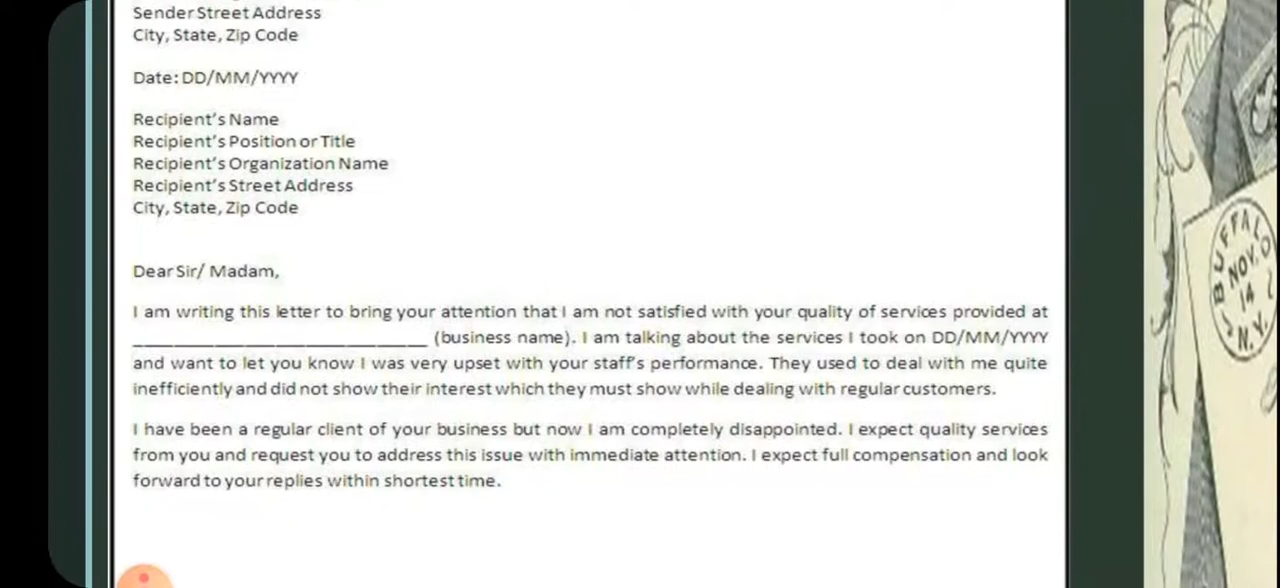 Sender Street Address
City, State, Zip Code
Date: DD/MM/YYYY
Recipient's Name
Recipient's Position or Title
Recipient's Organization Name
Recipient's Street Address
City, State, Zip Code
Dear Sir/ Madam,
I am writing this letter to bring your attention that I am not satisfied with your quality of services provided at
______________________________ (business name). I am talking about the services I took on DD/MM/YYYY
and want to let you know I was very upset with your staff's performance. They used to deal with me quite
inefficiently and did not show their interest which they must show while dealing with regular customers.
I have been a regular client of your business but now I am completely disappointed. I expect quality services
from you and request you to address this issue with immediate attention. I expect full compensation and look
forward to your replies within shortest time.
BUFFALO
NOV.
14
N.Y.